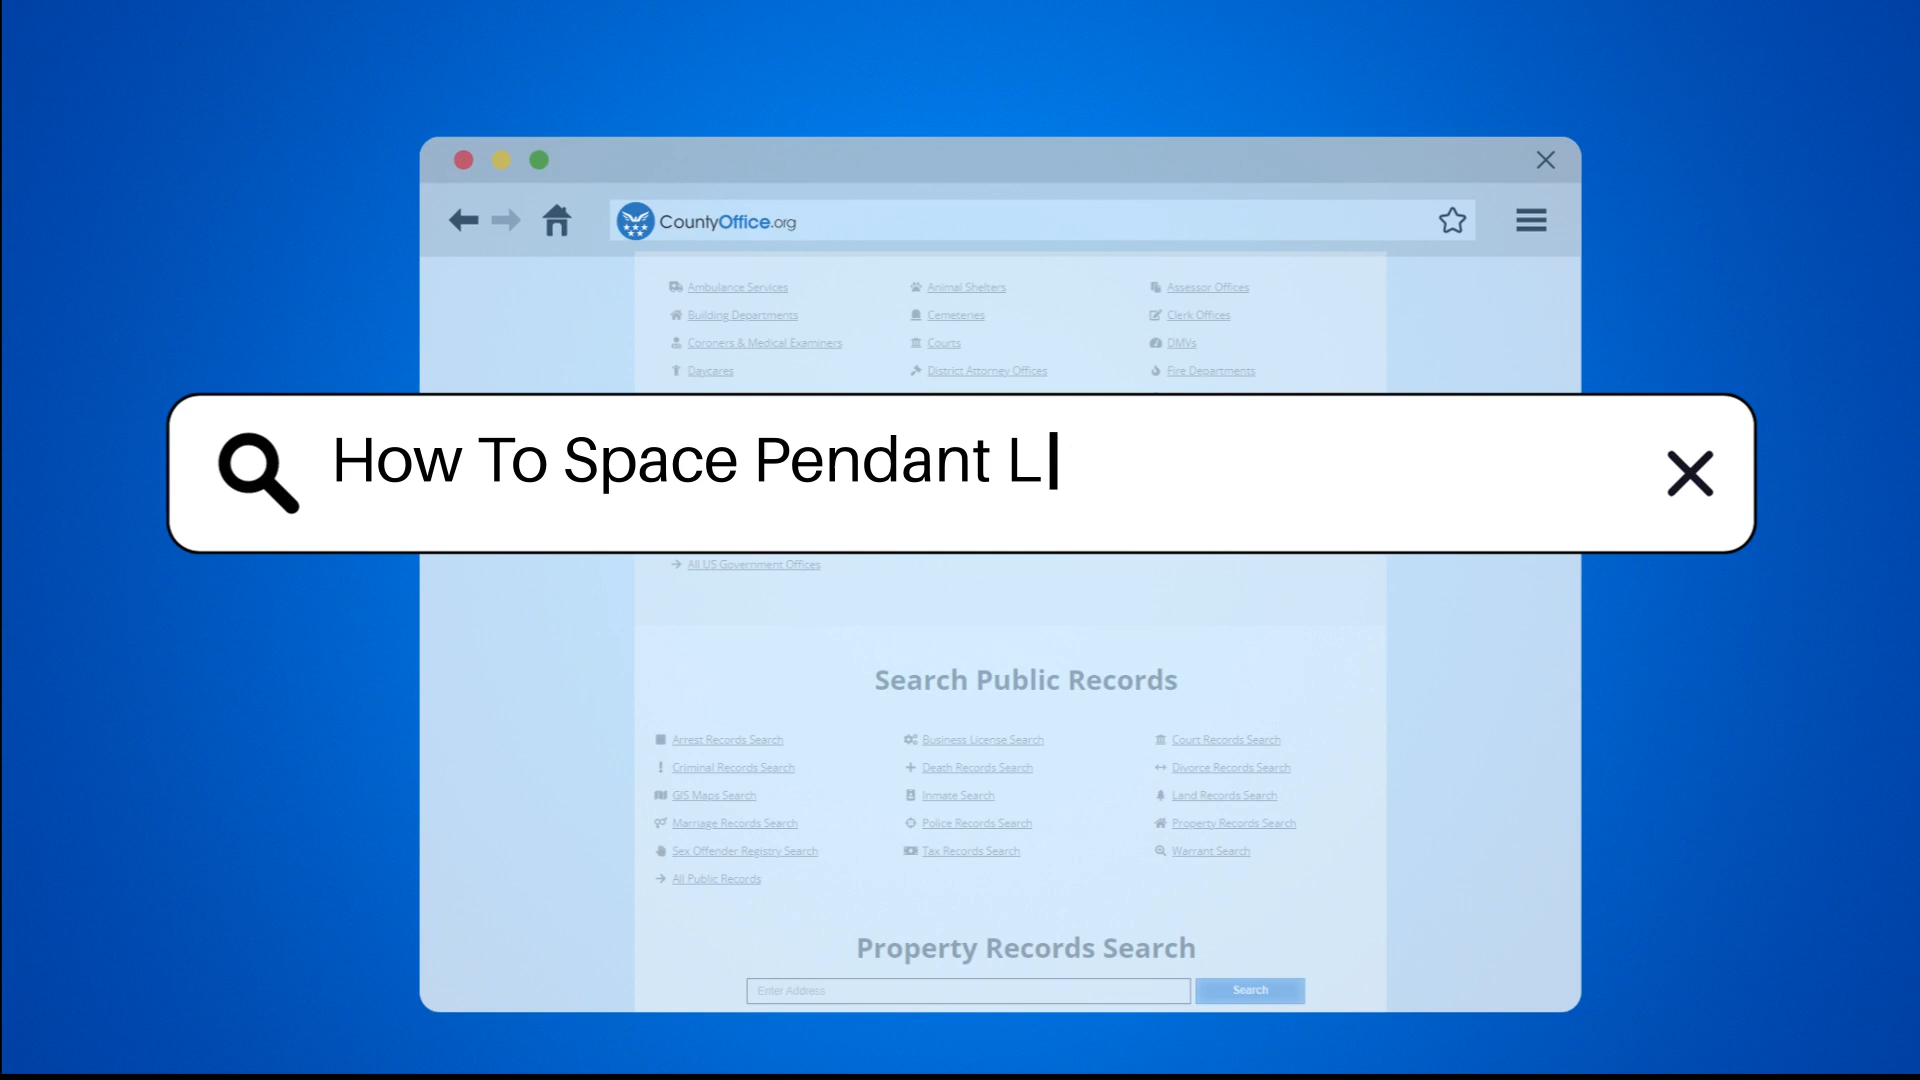 CountyOffice.org
Ambulance Services Animal Shelters Assessor Offices
Building Departments Cemeteries Clerk Offices
Coroners & Medical Examiners Courts DMVs
Daycares District Attorney Offices Fire Departments
How To Space Pendant L
All US Government Offices
Search Public Records
Arrest Records Search Business License Search Court Records Search
Criminal Records Search Death Records Search Divorce Records Search
GIS Maps Search Inmate Search Land Records Search
Marriage Records Search Police Records Search Property Records Search
Sex Offender Registry Search Tax Records Search Warrant Search
All Public Records
Property Records Search
Enter Address Search